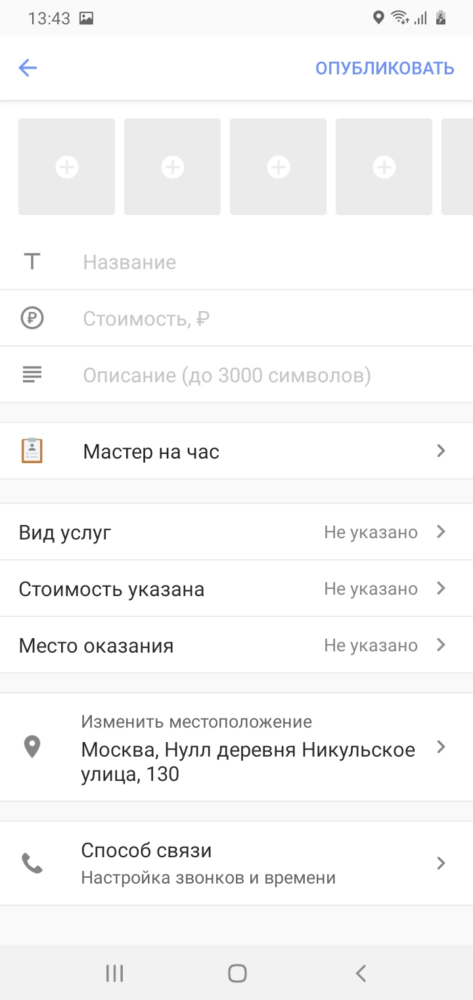 13:43
ОПУБЛИКОВАТЬ
Название
Стоимость, ₽
Описание (до 3000 символов)
Мастер на час
Вид услуг Не указано
Стоимость указана Не указано
Место оказания Не указано
Изменить местоположение
Москва, Нулл деревня Никульское
улица, 130
Способ связи
Настройка звонков и времени